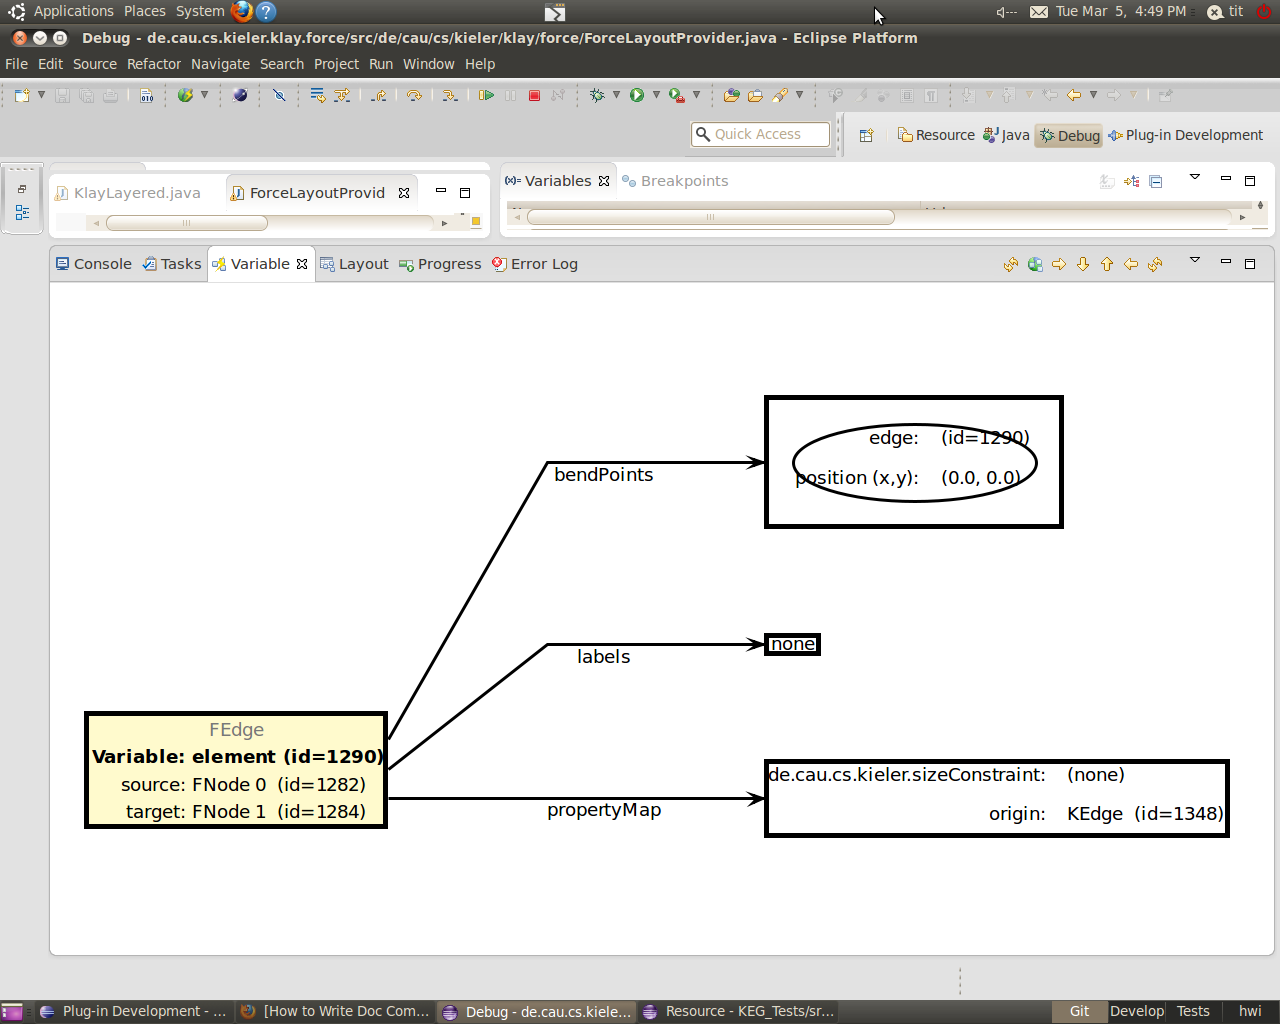 Applications Places System
Tue Mar 5, 4:49 PM
tit
Debug - de.cau.cs.kieler.klay.force/src/de/cau/cs/kieler/klay/force/ForceLayoutProvider.java - Eclipse Platform
File Edit Source Refactor Navigate Search Project Run Window Help
010
Quick Access
Resource
Java
Debug
Plug-in Development
KlayLayered.java
ForceLayoutProvid
(x)= Variables
Breakpoints
Console
Tasks
Variable
Layout
Progress
Error Log
edge: (id=1290)
position (x,y): (0.0, 0.0)
bendPoints
none
labels
FEdge
Variable: element (id=1290)
source: FNode 0 (id=1282)
target: FNode 1 (id=1284)
de.cau.cs.kieler.sizeConstraint: (none)
origin: KEdge (id=1348)
propertyMap
Plug-in Development - ...
[How to Write Doc Com...
Debug - de.cau.cs.kiele...
Resource - KEG_Tests/sr...
Git
Develop
Tests
hwi